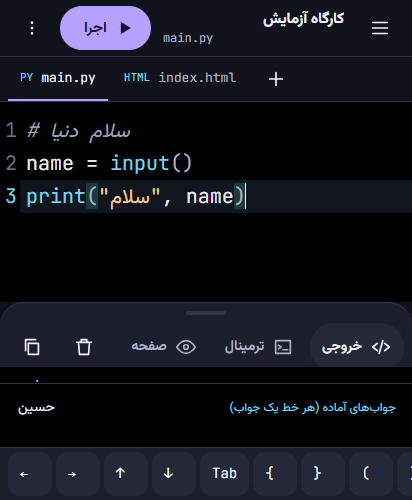 کارگاه آزمایش
main.py
اجرا
PY main.py
HTML index.html
1 # سلام دنیا
2 name = input()
3 print("سلام", name)
خروجی
ترمینال
صفحه
جواب‌های آماده (هر خط یک جواب)
حسین
← → ↑ ↓ Tab { } (